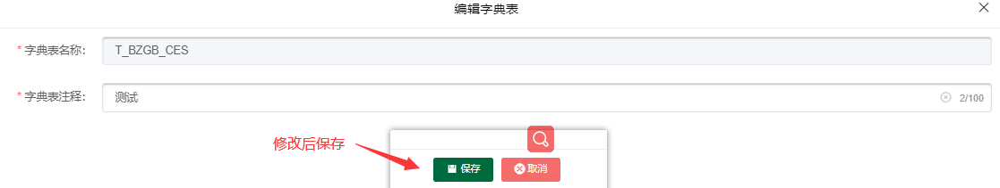 编辑字典表
* 字典表名称： T_BZGB_CES
* 字典表注释： 测试 2/100
修改后保存
保存 取消